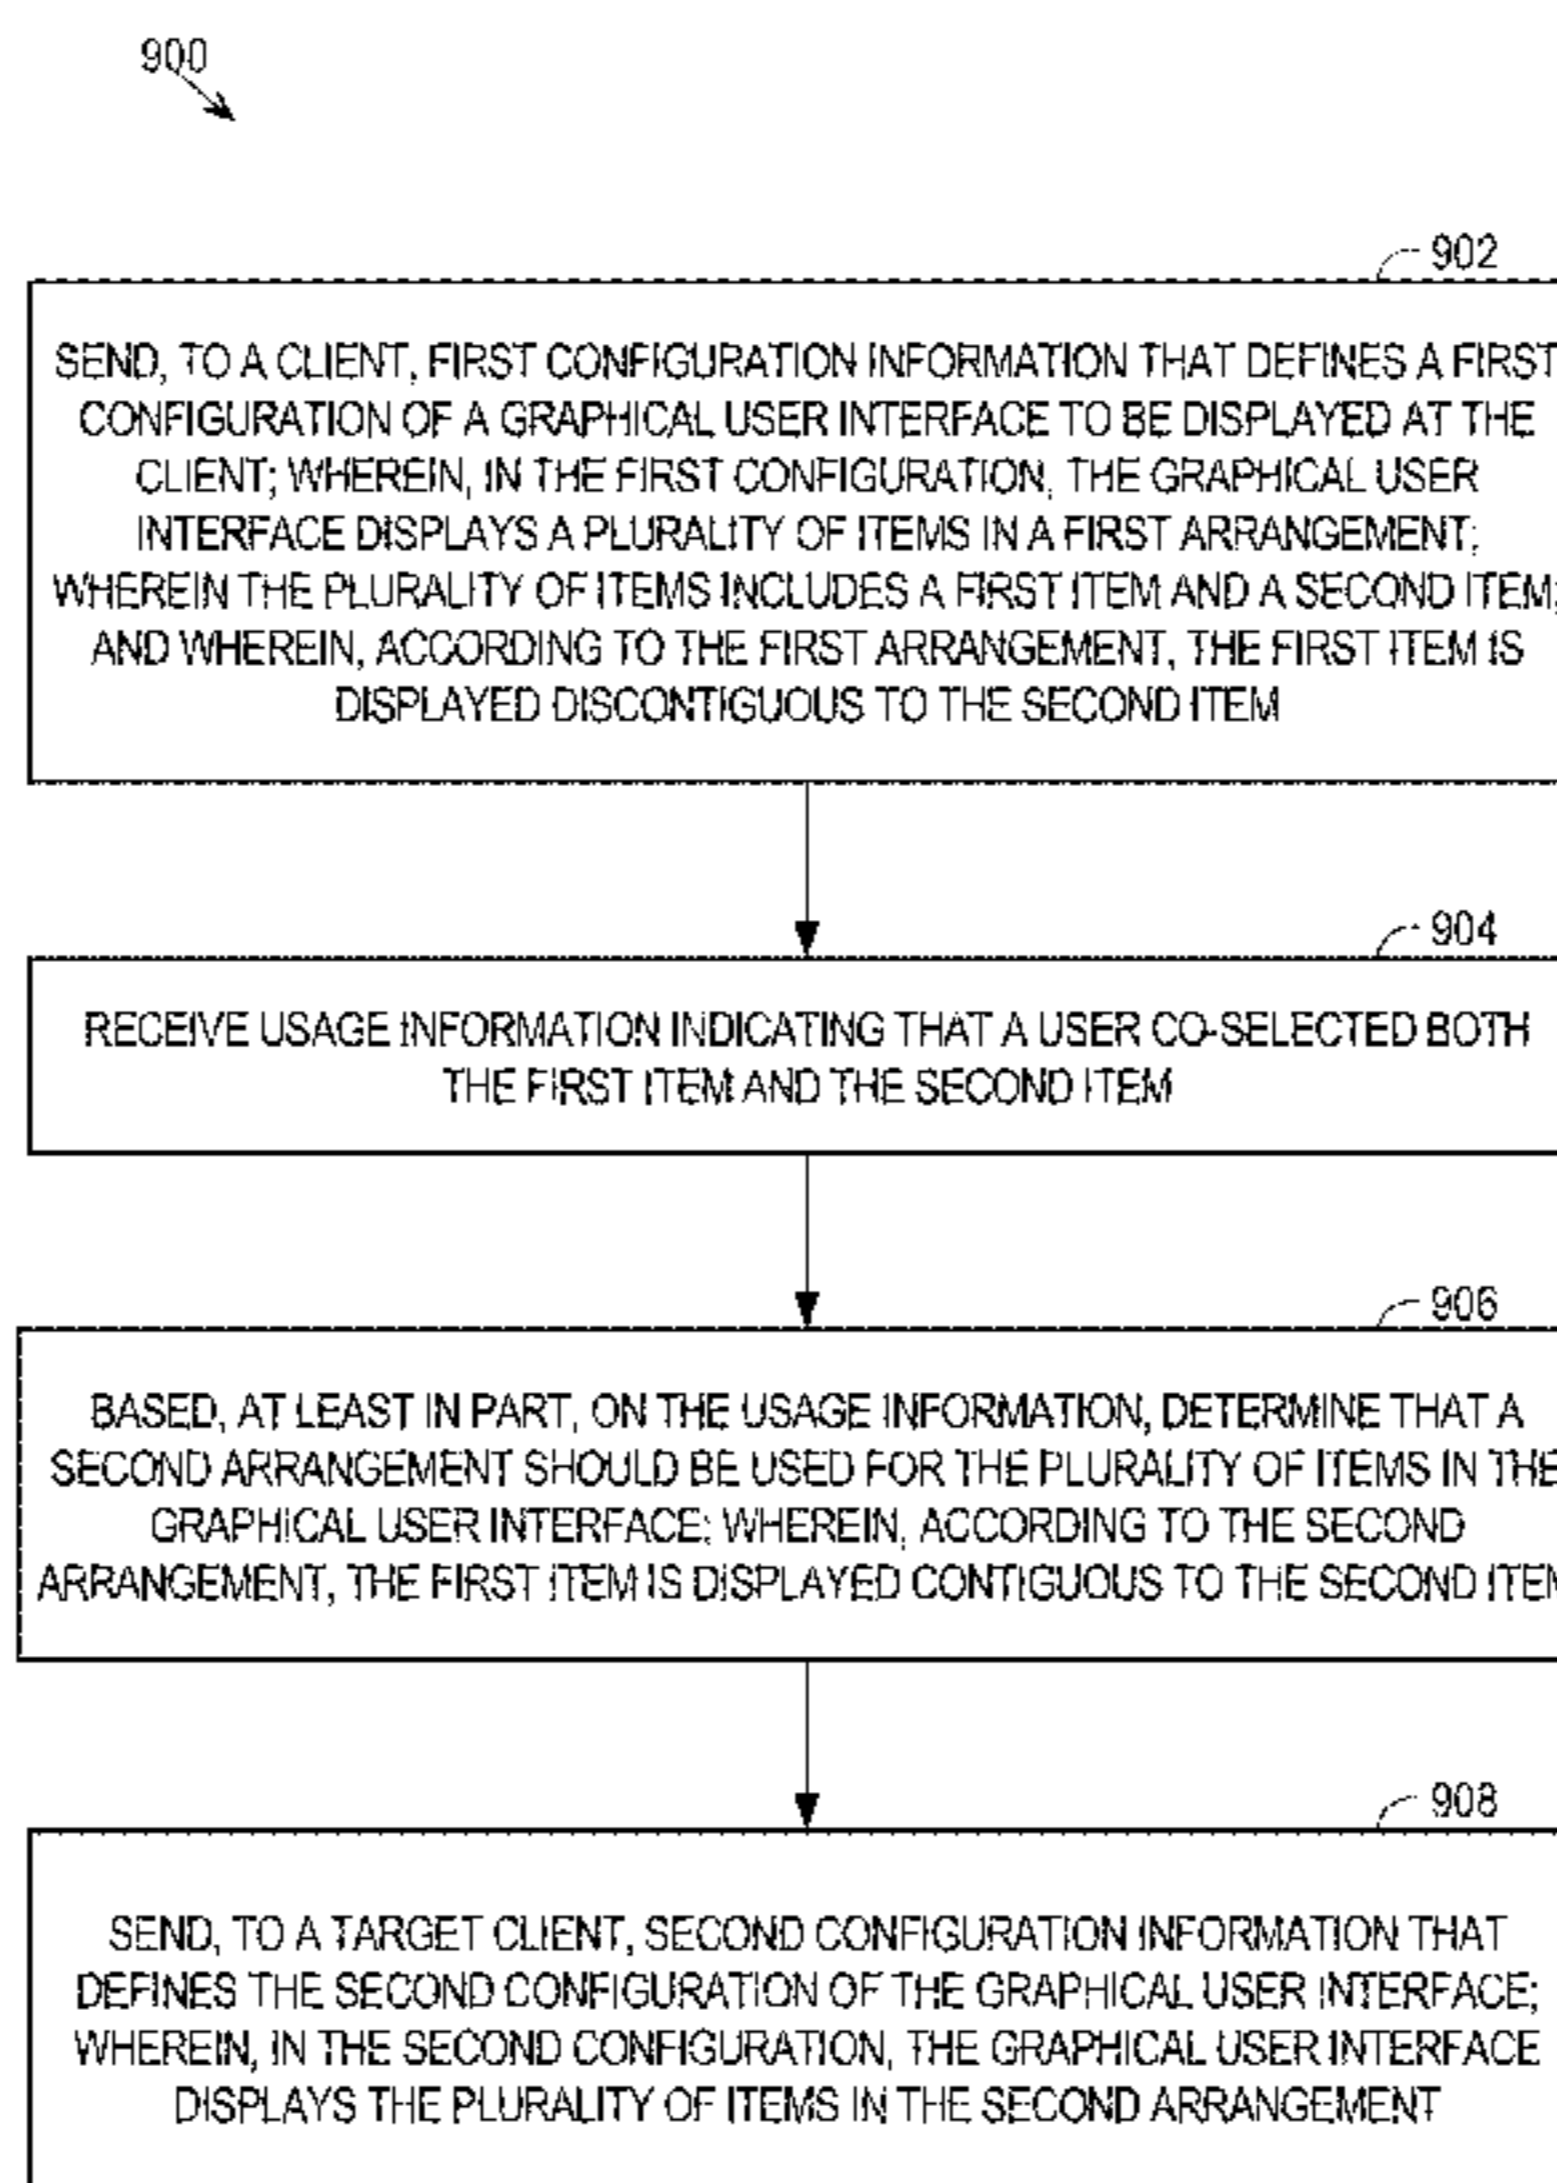 900
902
SEND, TO A CLIENT, FIRST CONFIGURATION INFORMATION THAT DEFINES A FIRST
CONFIGURATION OF A GRAPHICAL USER INTERFACE TO BE DISPLAYED AT THE
CLIENT; WHEREIN, IN THE FIRST CONFIGURATION, THE GRAPHICAL USER
INTERFACE DISPLAYS A PLURALITY OF ITEMS IN A FIRST ARRANGEMENT;
WHEREIN THE PLURALITY OF ITEMS INCLUDES A FIRST ITEM AND A SECOND ITEM;
AND WHEREIN, ACCORDING TO THE FIRST ARRANGEMENT, THE FIRST ITEM IS
DISPLAYED DISCONTIGUOUS TO THE SECOND ITEM
904
RECEIVE USAGE INFORMATION INDICATING THAT A USER CO-SELECTED BOTH
THE FIRST ITEM AND THE SECOND ITEM
906
BASED, AT LEAST IN PART, ON THE USAGE INFORMATION, DETERMINE THAT A
SECOND ARRANGEMENT SHOULD BE USED FOR THE PLURALITY OF ITEMS IN THE
GRAPHICAL USER INTERFACE; WHEREIN, ACCORDING TO THE SECOND
ARRANGEMENT, THE FIRST ITEM IS DISPLAYED CONTIGUOUS TO THE SECOND ITEM
908
SEND, TO A TARGET CLIENT, SECOND CONFIGURATION INFORMATION THAT
DEFINES THE SECOND CONFIGURATION OF THE GRAPHICAL USER INTERFACE;
WHEREIN, IN THE SECOND CONFIGURATION, THE GRAPHICAL USER INTERFACE
DISPLAYS THE PLURALITY OF ITEMS IN THE SECOND ARRANGEMENT